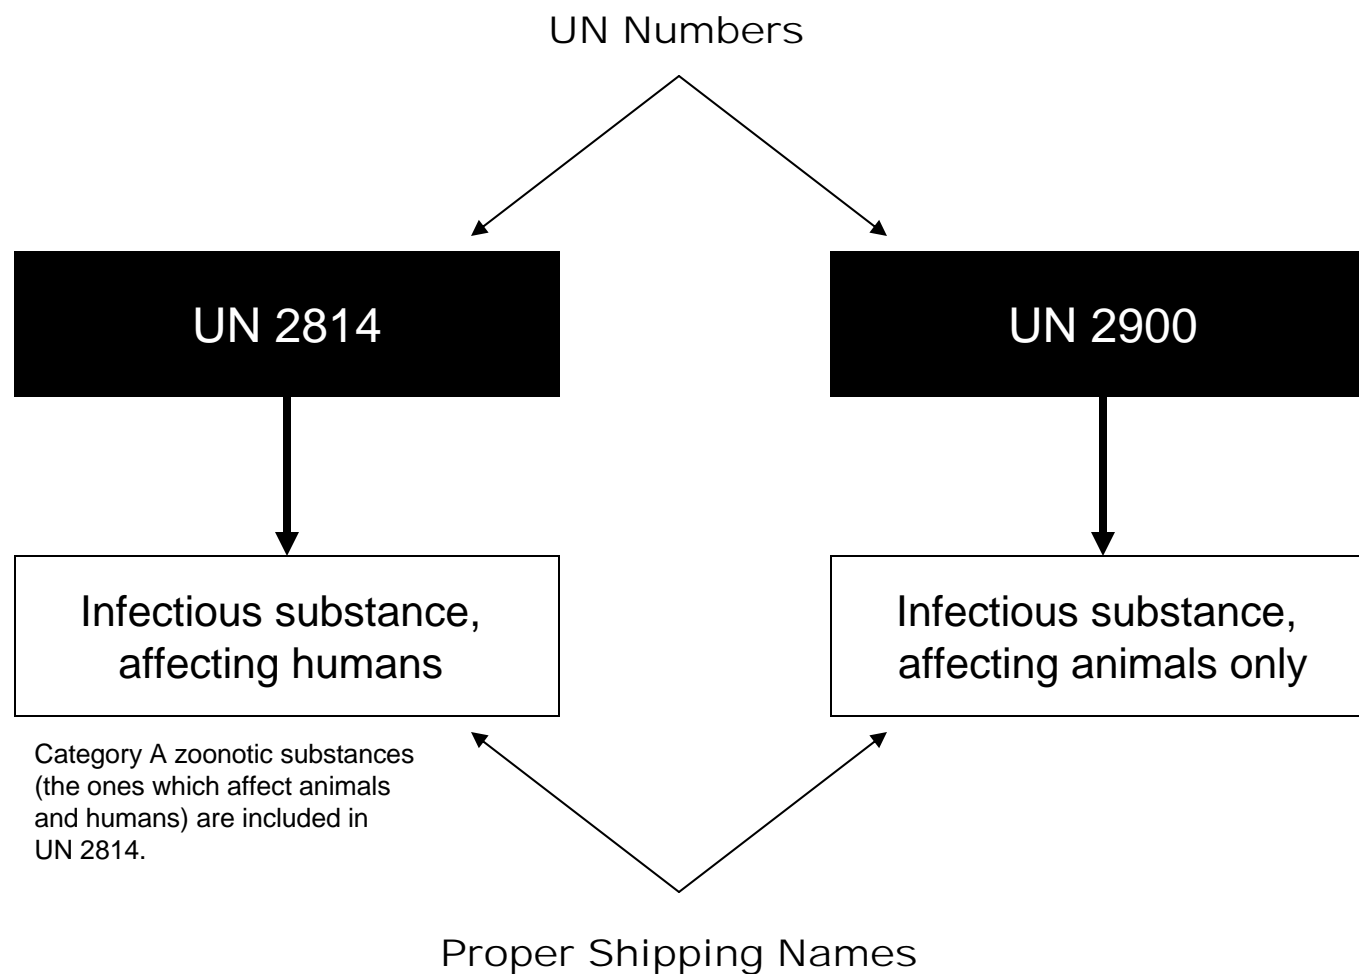 UN Numbers
UN 2814
UN 2900
Infectious substance,
affecting humans
Infectious substance,
affecting animals only
Category A zoonotic substances
(the ones which affect animals
and humans) are included in
UN 2814.
Proper Shipping Names